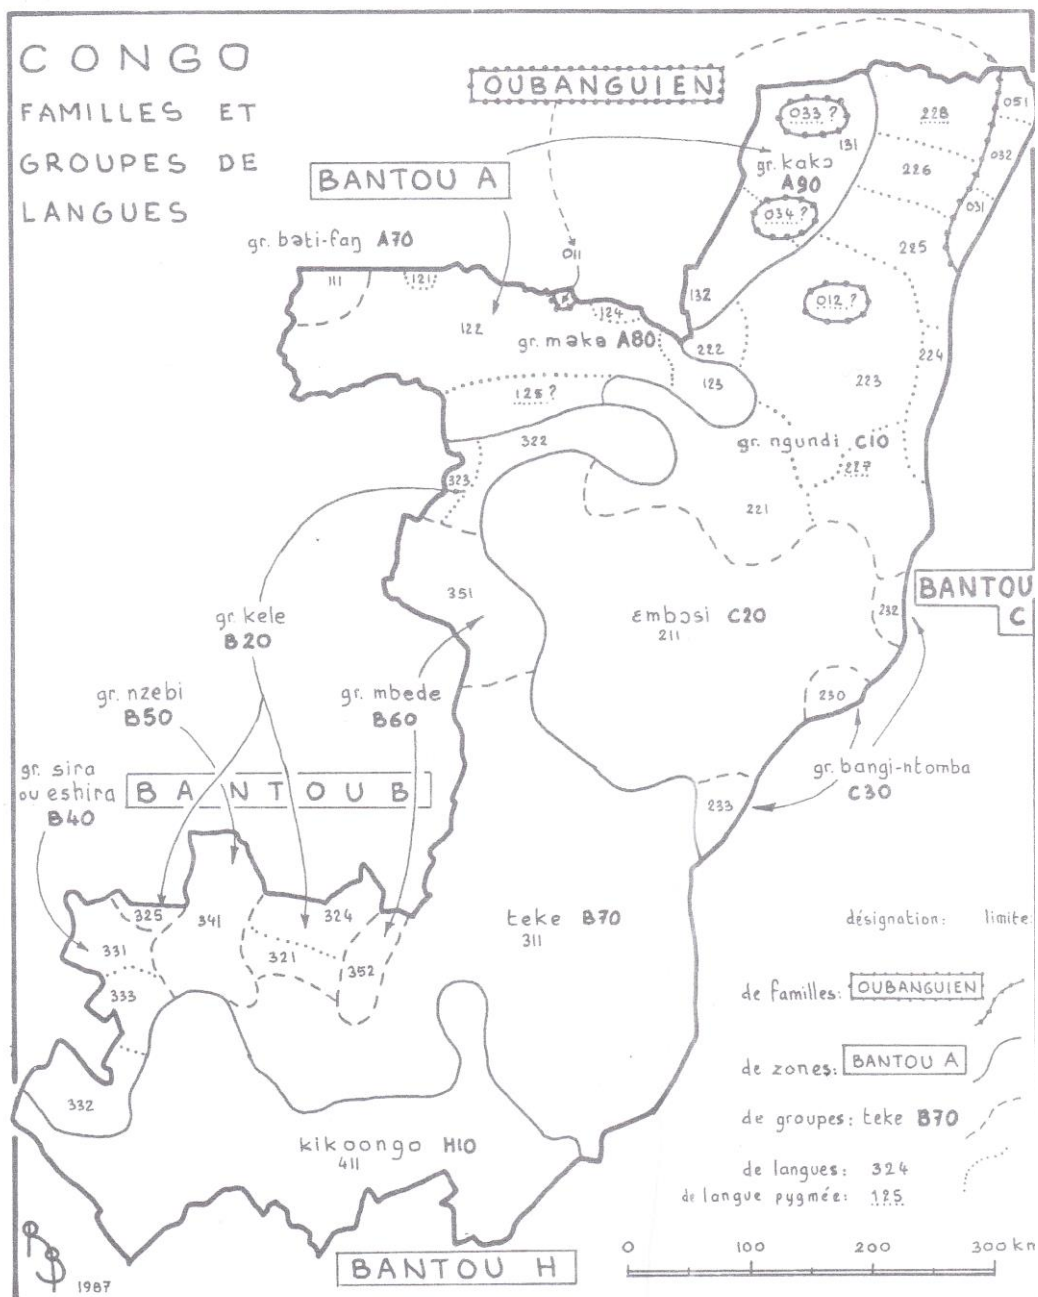 CONGO
FAMILLES ET
GROUPES DE
LANGUES
OUBANGUIEN
BANTOU A
033 ?
131
228
051
032
gr. kakɔ
A90
226
034 ?
031
225
gr. bəti-faŋ A70
011
111
121
132
012 ?
124
122
gr. məkə A80
222
224
123
223
125 ?
322
gr. ngundi C10
227
323
221
351
BANTOU
C
232
gr. kele
B20
ɛmbɔsi C20
211
gr. nzebi
B50
gr. mbede
B60
230
gr. sira
ou eshira
B40
BANTOU B
gr. bangi-ntomba
C30
233
325
341
324
teke B70
311
331
321
352
333
332
kikoongo H10
411
BANTOU H
désignation: limite:
de familles: OUBANGUIEN
de zones: BANTOU A
de groupes: teke B70
de langues: 324
de langue pygmée: 125
0 100 200 300 km
1987